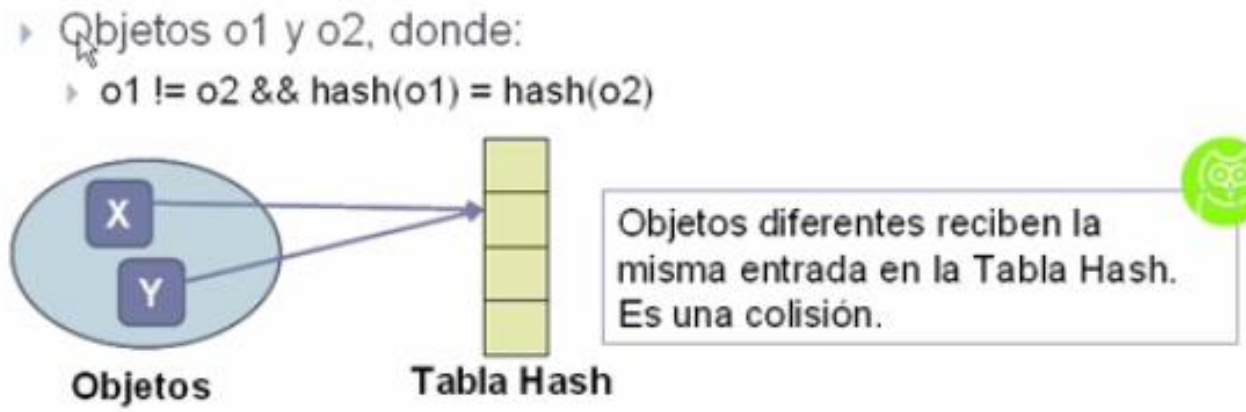 Objetos o1 y o2, donde:
o1 != o2 && hash(o1) = hash(o2)
X
Y
Objetos diferentes reciben la
misma entrada en la Tabla Hash.
Es una colisión.
Objetos
Tabla Hash